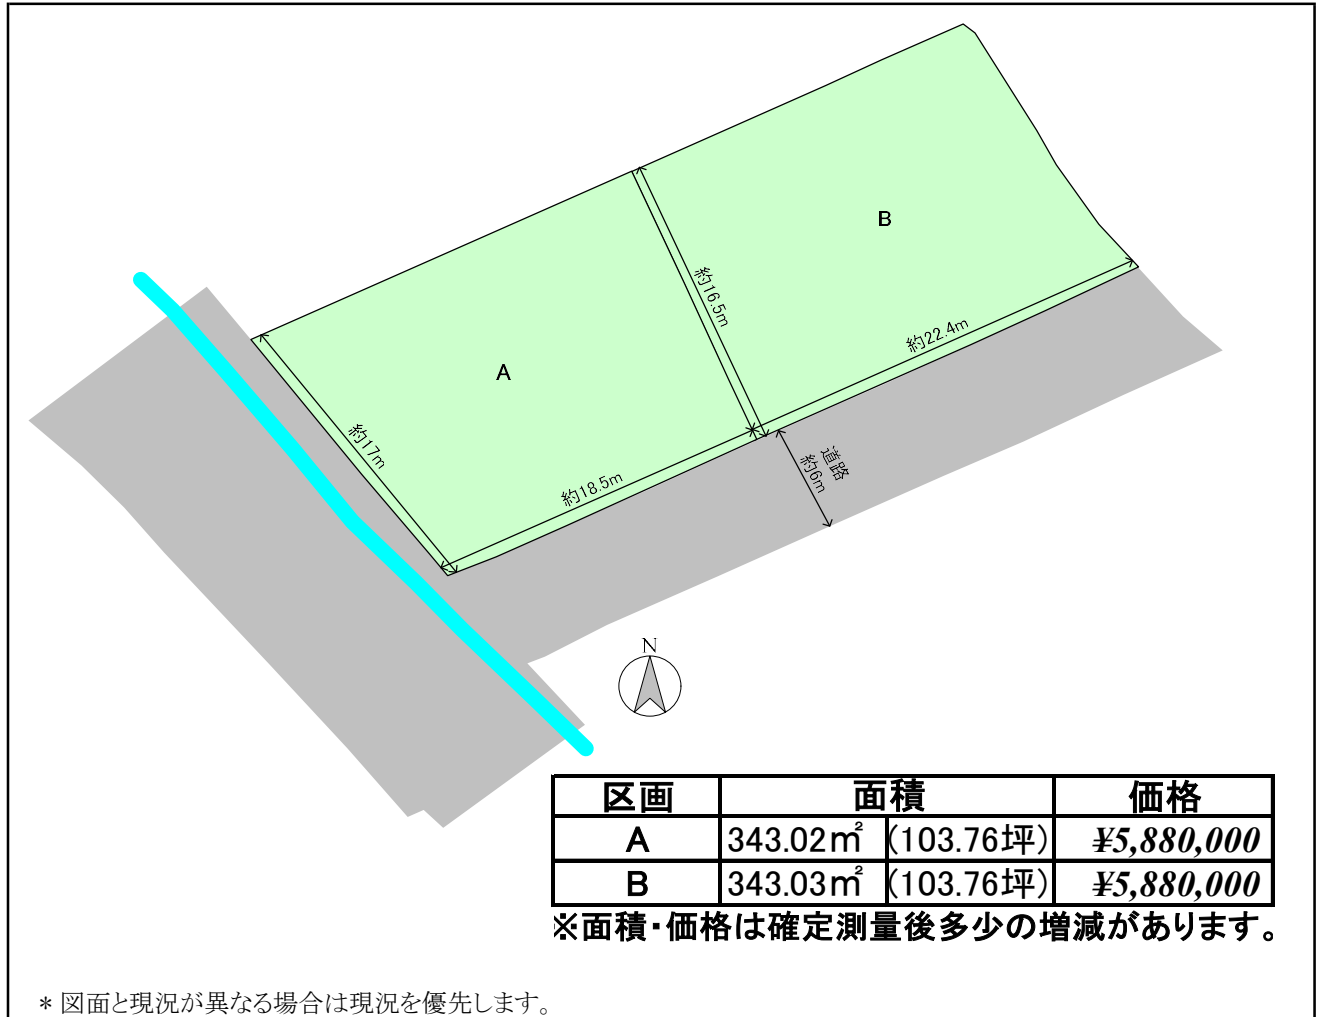 B
A
約16.5m
約22.4m
約17m
約18.5m
道路
約6m
N
区画 面積 価格
A 343.02㎡ (103.76坪) ¥5,880,000
B 343.03㎡ (103.76坪) ¥5,880,000
※面積・価格は確定測量後多少の増減があります。
* 図面と現況が異なる場合は現況を優先します。